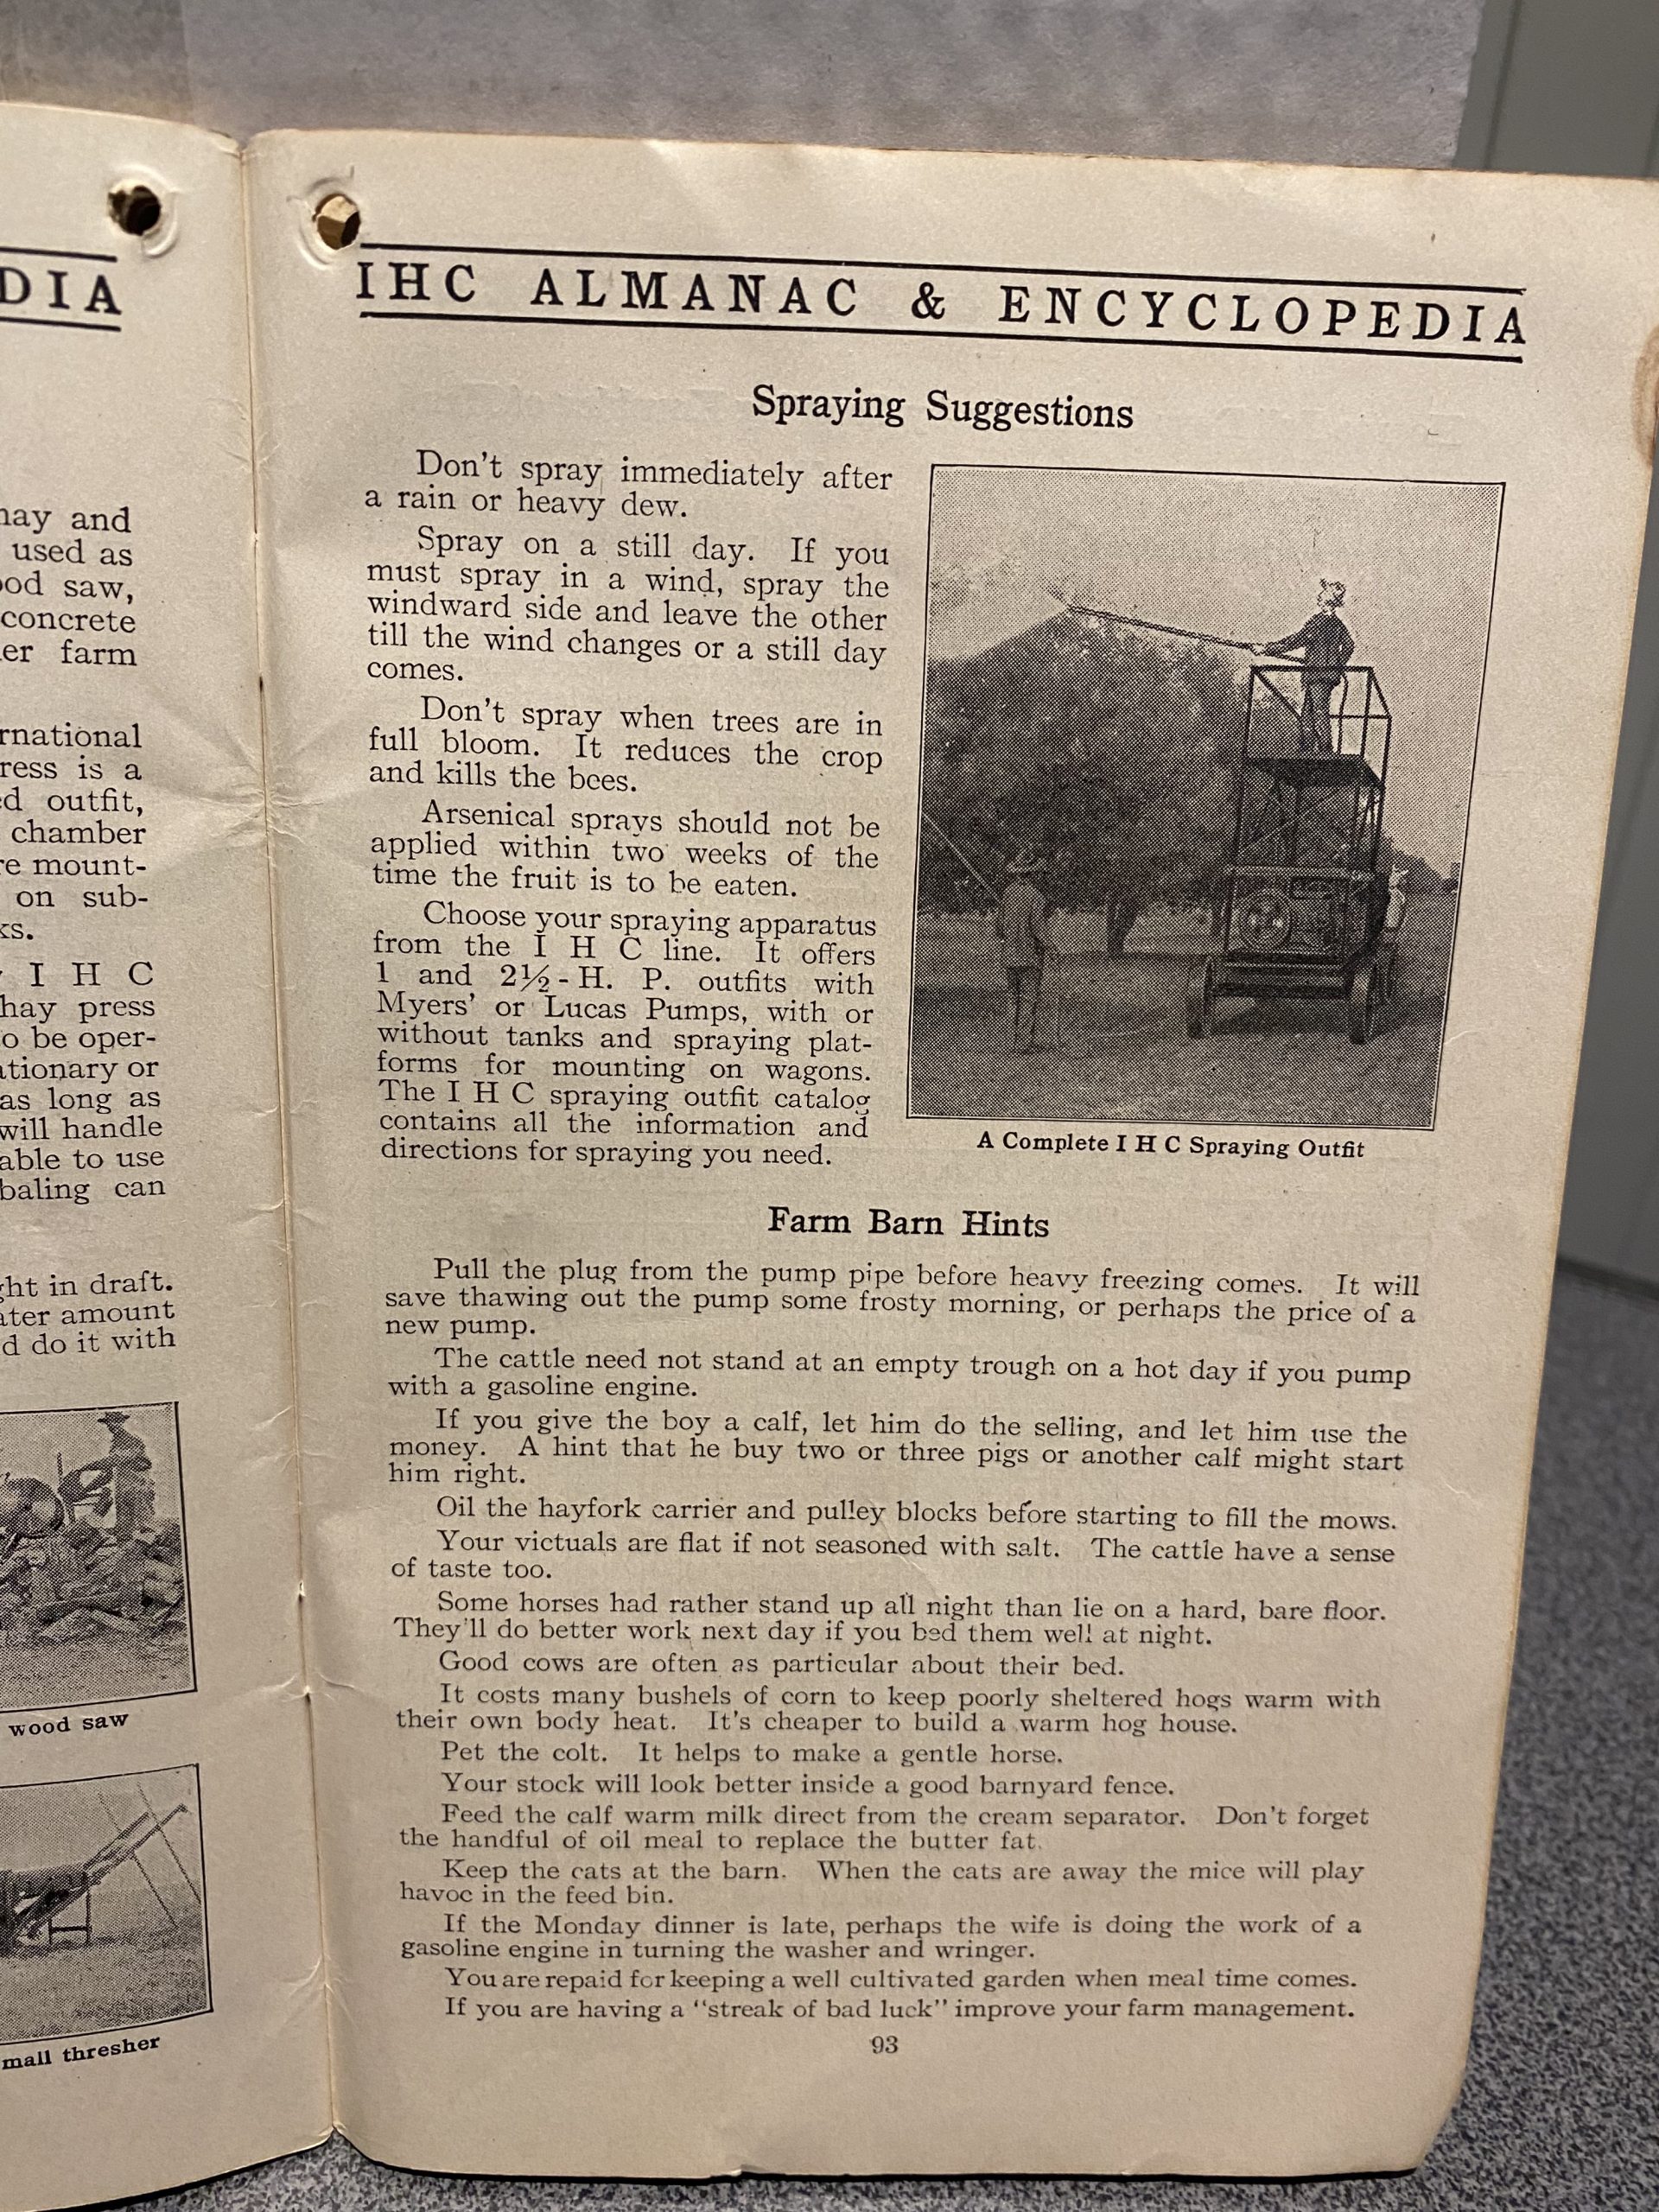 DIA
hay and
used as
ood saw,
concrete
er farm
rnational
ress is a
d outfit,
chamber
re mount-
on sub-
ks.
I H C
hay press
o be oper-
ationary or
as long as
will handle
able to use
baling can
ght in draft.
ater amount
d do it with
wood saw
mall thresher
IHC ALMANAC & ENCYCLOPEDIA
Spraying Suggestions
Don't spray immediately after
a rain or heavy dew.
Spray on a still day. If you
must spray in a wind, spray the
windward side and leave the other
till the wind changes or a still day
comes.
Don't spray when trees are in
full bloom. It reduces the crop
and kills the bees.
Arsenical sprays should not be
applied within two weeks of the
time the fruit is to be eaten.
Choose your spraying apparatus
from the I H C line. It offers
1 and 2½-H. P. outfits with
Myers' or Lucas Pumps, with or
without tanks and spraying plat-
forms for mounting on wagons.
The I H C spraying outfit catalog
contains all the information and
directions for spraying you need.
A Complete I H C Spraying Outfit
Farm Barn Hints
Pull the plug from the pump pipe before heavy freezing comes. It will
save thawing out the pump some frosty morning, or perhaps the price of a
new pump.
The cattle need not stand at an empty trough on a hot day if you pump
with a gasoline engine.
If you give the boy a calf, let him do the selling, and let him use the
money. A hint that he buy two or three pigs or another calf might start
him right.
Oil the hayfork carrier and pulley blocks before starting to fill the mows.
Your victuals are flat if not seasoned with salt. The cattle have a sense
of taste too.
Some horses had rather stand up all night than lie on a hard, bare floor.
They'll do better work next day if you bed them well at night.
Good cows are often as particular about their bed.
It costs many bushels of corn to keep poorly sheltered hogs warm with
their own body heat. It's cheaper to build a warm hog house.
Pet the colt. It helps to make a gentle horse.
Your stock will look better inside a good barnyard fence.
Feed the calf warm milk direct from the cream separator. Don't forget
the handful of oil meal to replace the butter fat.
Keep the cats at the barn. When the cats are away the mice will play
havoc in the feed bin.
If the Monday dinner is late, perhaps the wife is doing the work of a
gasoline engine in turning the washer and wringer.
You are repaid for keeping a well cultivated garden when meal time comes.
If you are having a "streak of bad luck" improve your farm management.
93